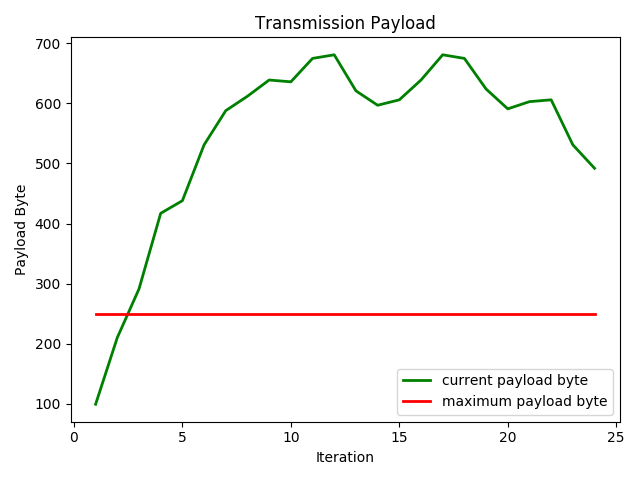 Transmission Payload
700
600
500
400
300
200
100
Payload Byte
0
5
10
15
20
25
Iteration
current payload byte
maximum payload byte